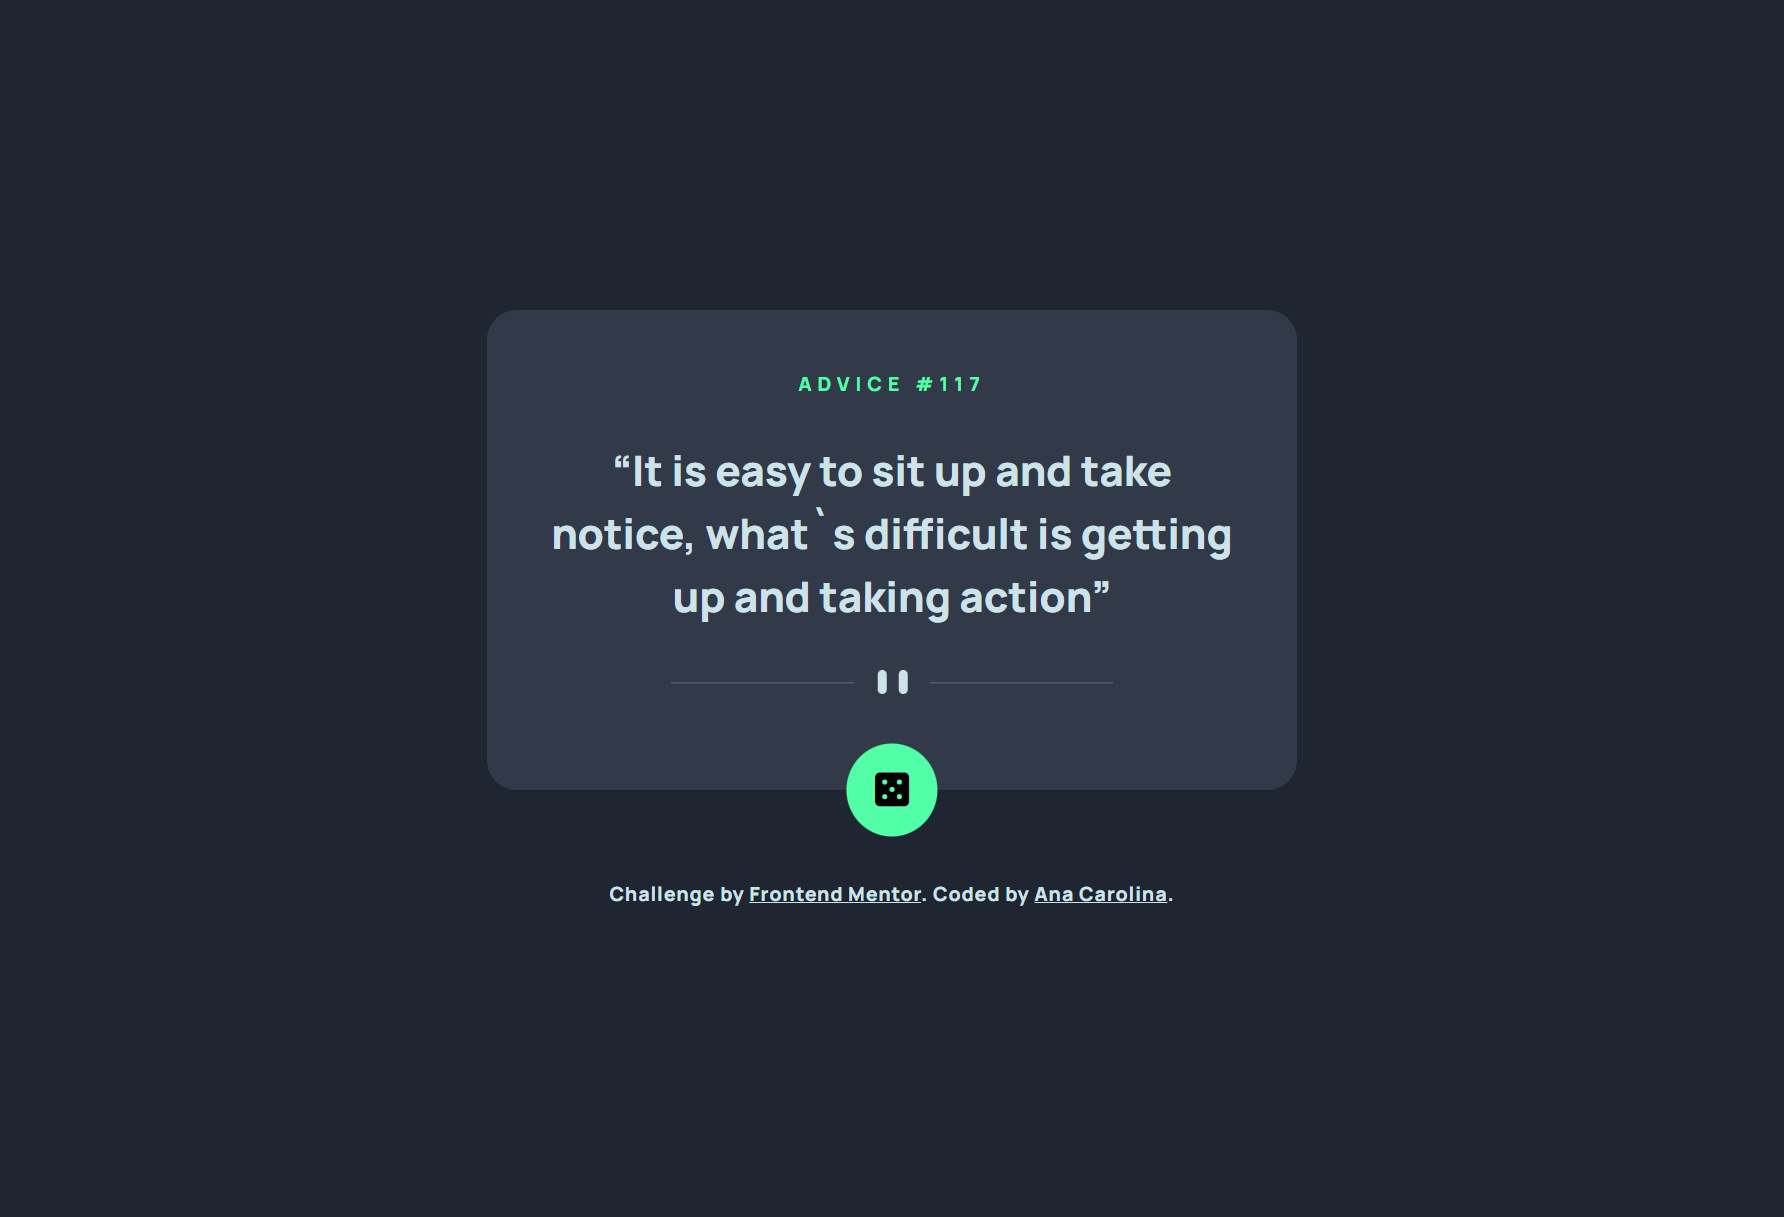 ADVICE #117
“It is easy to sit up and take
notice, what`s difficult is getting
up and taking action”
Challenge by Frontend Mentor. Coded by Ana Carolina.